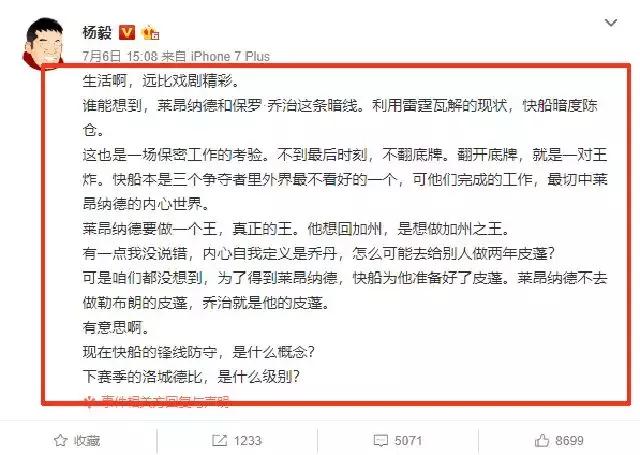 杨毅
7月6日 15:08 来自 iPhone 7 Plus
生活啊，远比戏剧精彩。
谁能想到，莱昂纳德和保罗·乔治这条暗线。利用雷霆瓦解的现状，快船暗度陈
仓。
这也是一场保密工作的考验。不到最后时刻，不翻底牌。翻开底牌，就是一对王
炸。快船本是三个争夺者里外界最不看好的一个，可他们完成的工作，最切中莱
昂纳德的内心世界。
莱昂纳德要做一个王，真正的王。他想回加州，是想做加州之王。
有一点我没说错，内心自我定义是乔丹，怎么可能去给别人做两年皮蓬？
可是咱们都没想到，为了得到莱昂纳德，快船为他准备好了皮蓬。莱昂纳德不去
做勒布朗的皮蓬，乔治就是他的皮蓬。
有意思啊。
现在快船的锋线防守，是什么概念？
下赛季的洛城德比，是什么级别？
事件相关方回复与声明
收藏 1233 5071 8699